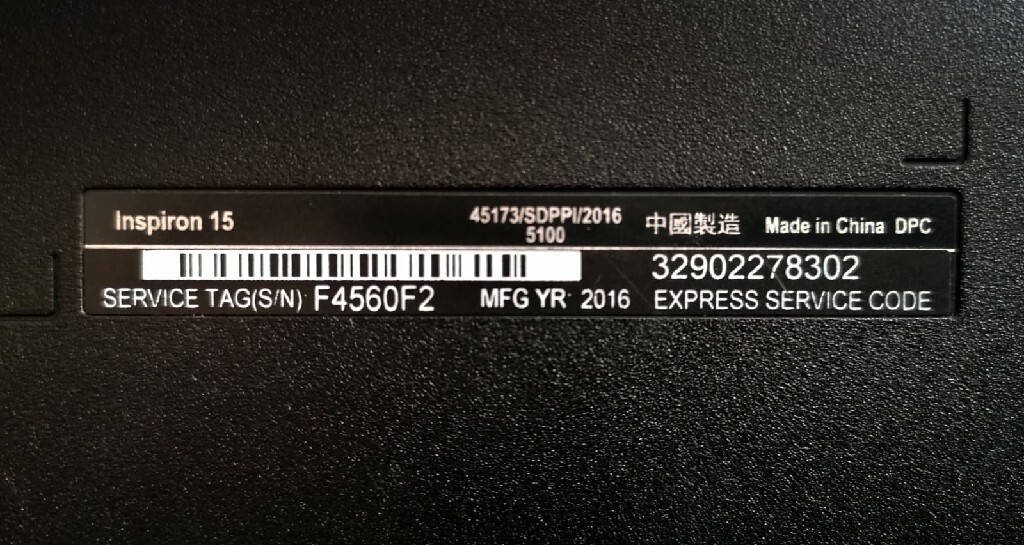 Inspiron 15
45173/SDPPI/2016
5100
中國製造 Made in China DPC
32902278302
SERVICE TAG(S/N) F4560F2 MFG YR 2016 EXPRESS SERVICE CODE